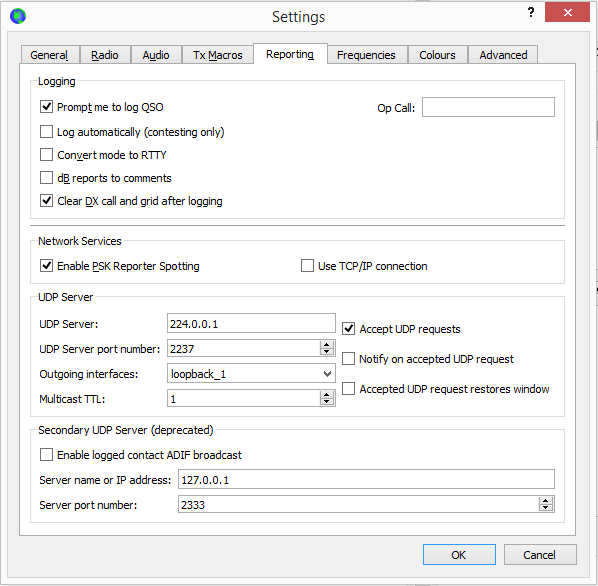 Settings
?
General Radio Audio Tx Macros Reporting Frequencies Colours Advanced
Logging
Prompt me to log QSO
Op Call:
Log automatically (contesting only)
Convert mode to RTTY
dB reports to comments
Clear DX call and grid after logging
Network Services
Enable PSK Reporter Spotting
Use TCP/IP connection
UDP Server
UDP Server: 224.0.0.1
Accept UDP requests
UDP Server port number: 2237
Notify on accepted UDP request
Outgoing interfaces: loopback_1
Accepted UDP request restores window
Multicast TTL: 1
Secondary UDP Server (deprecated)
Enable logged contact ADIF broadcast
Server name or IP address: 127.0.0.1
Server port number: 2333
OK Cancel